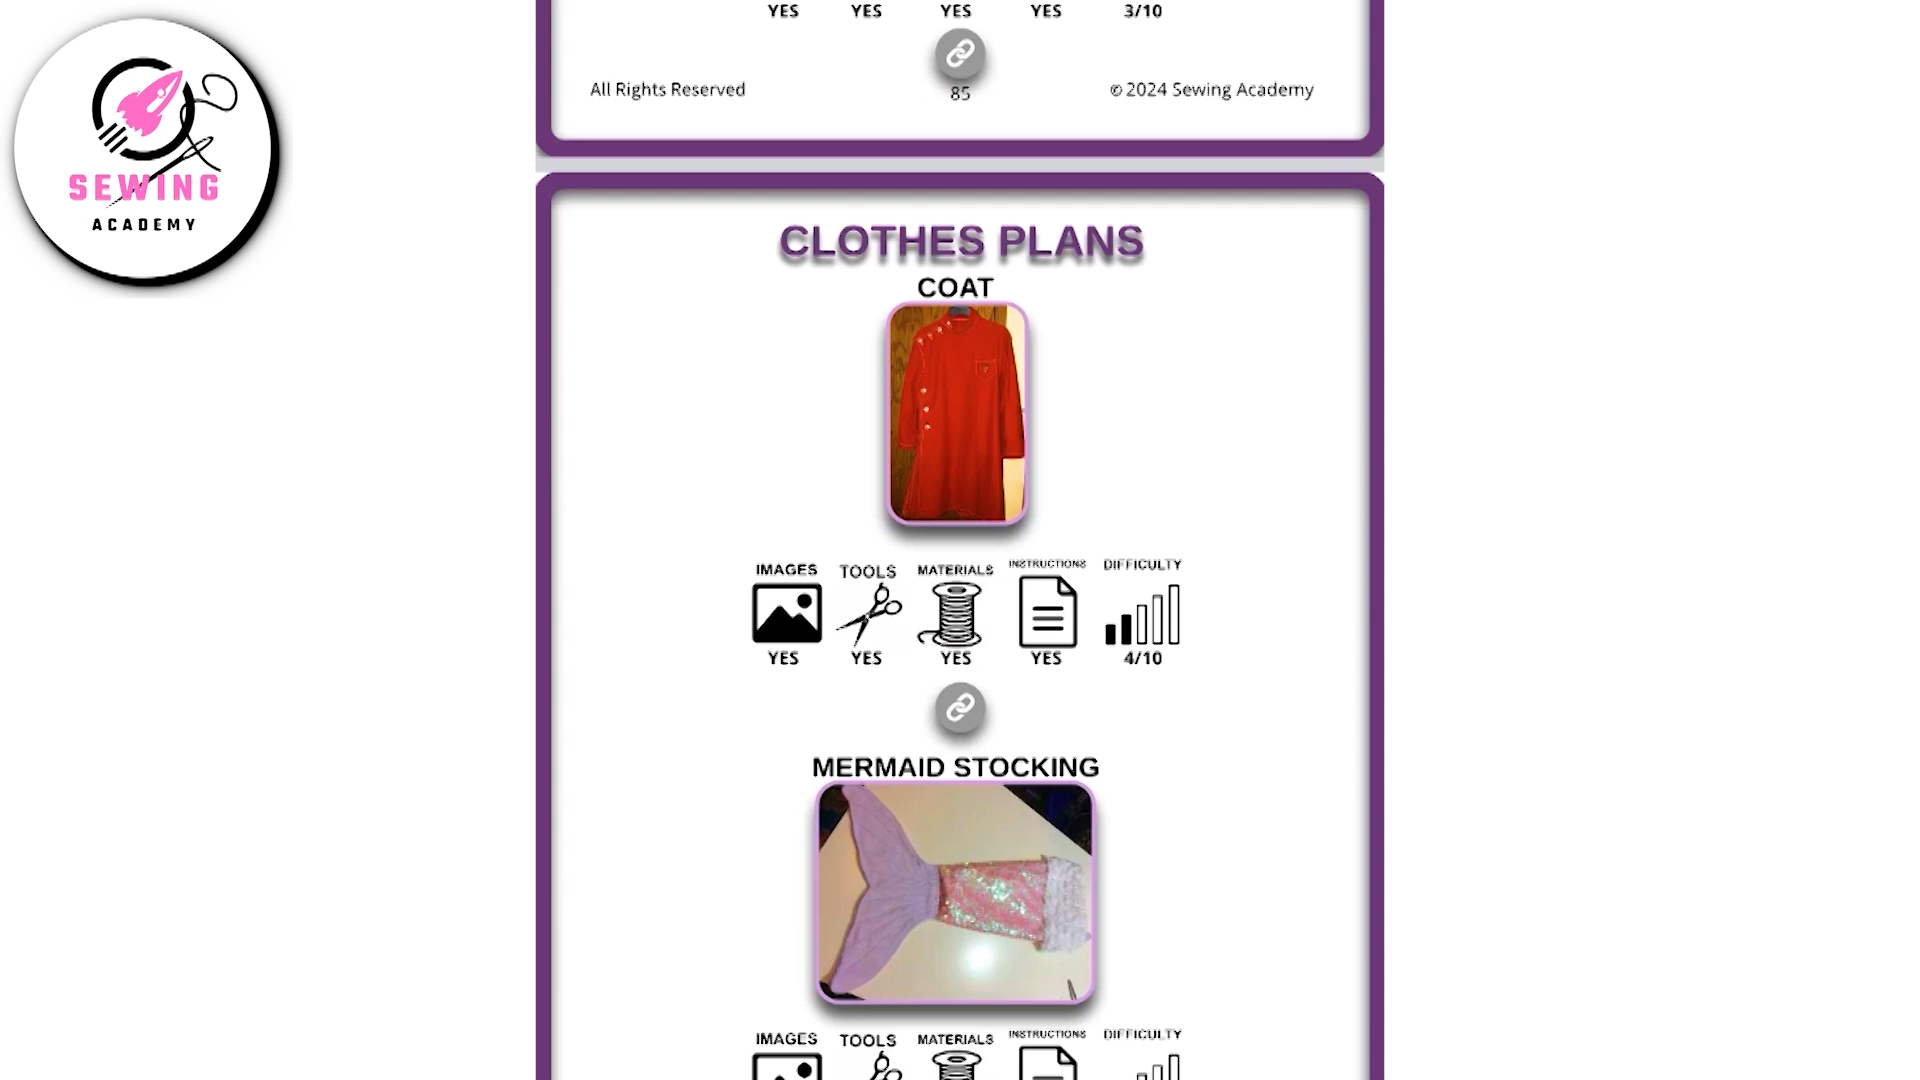 YES YES YES YES 3/10
All Rights Reserved
85
© 2024 Sewing Academy
SEWING
ACADEMY
CLOTHES PLANS
COAT
IMAGES TOOLS MATERIALS INSTRUCTIONS DIFFICULTY
YES YES YES YES 4/10
MERMAID STOCKING
IMAGES TOOLS MATERIALS INSTRUCTIONS DIFFICULTY